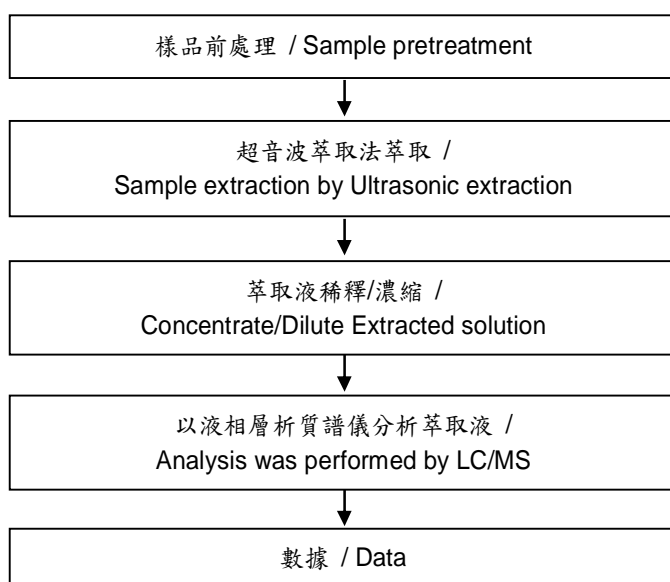 樣品前處理 / Sample pretreatment
超音波萃取法萃取 /
Sample extraction by Ultrasonic extraction
萃取液稀釋/濃縮 /
Concentrate/Dilute Extracted solution
以液相層析質譜儀分析萃取液 /
Analysis was performed by LC/MS
數據 / Data